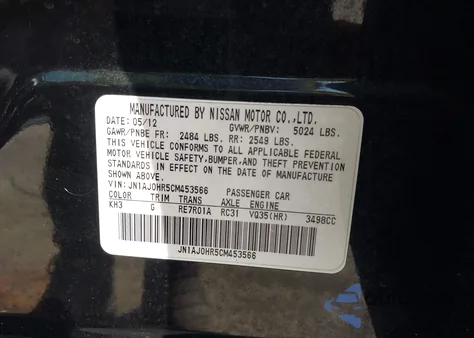 MANUFACTURED BY NISSAN MOTOR CO.,LTD.
DATE: 05/12 GVWR/PNBV: 5024 LBS.
GAWR/PNBE FR: 2484 LBS. RR: 2549 LBS.
THIS VEHICLE CONFORMS TO ALL APPLICABLE FEDERAL
MOTOR VEHICLE SAFETY, BUMPER, AND THEFT PREVENTION
STANDARDS IN EFFECT ON THE DATE OF MANUFACTURE
SHOWN ABOVE.
VIN: JN1AJ0HR5CM453566 PASSENGER CAR
COLOR TRIM TRANS AXLE ENGINE
KH3 G RE7R01A RC31 VQ35(HR) 3498CC
JN1AJ0HR5CM453566